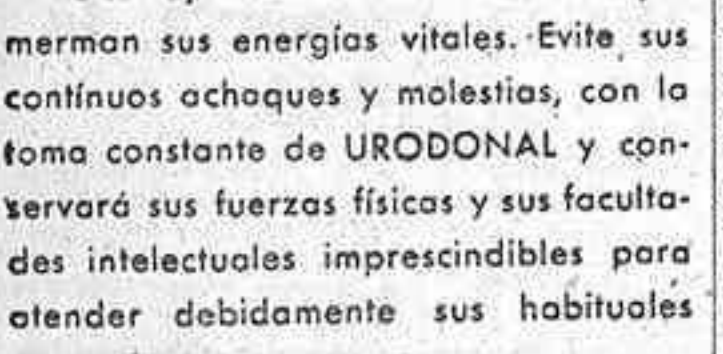 merman sus energías vitales. Evite sus
contínuos achaques y molestias, con la
toma constante de URODONAL y con-
servará sus fuerzas físicas y sus faculta-
des intelectuales imprescindibles para
atender debidamente sus habituales